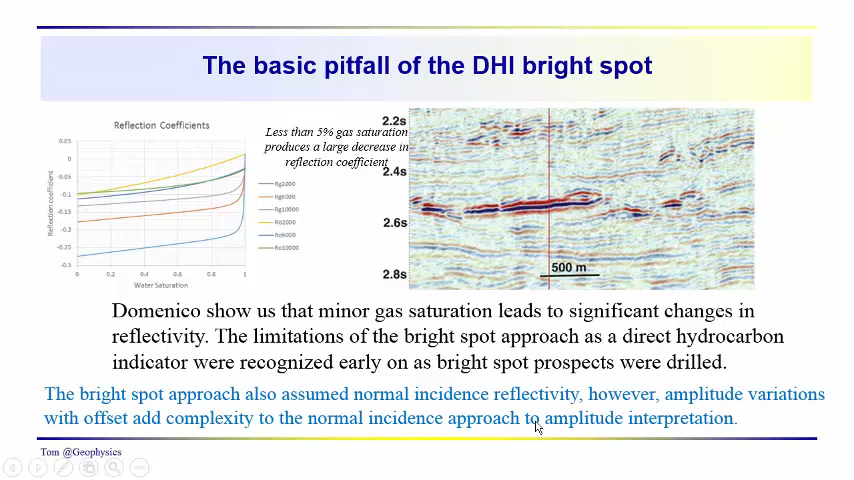 The basic pitfall of the DHI bright spot
Reflection Coefficients
Less than 5% gas saturation
produces a large decrease in
reflection coefficient
0.05
0
-0.05
-0.1
-0.15
-0.2
-0.25
-0.3
Reflection coefficient
0
0.2
0.4
0.6
0.8
1
Water Saturation
Rg2000
Rg6000
Rg10000
Ro2000
Ro6000
Ro10000
2.2s
2.4s
2.6s
2.8s
500 m
Domenico show us that minor gas saturation leads to significant changes in
reflectivity. The limitations of the bright spot approach as a direct hydrocarbon
indicator were recognized early on as bright spot prospects were drilled.
The bright spot approach also assumed normal incidence reflectivity, however, amplitude variations
with offset add complexity to the normal incidence approach to amplitude interpretation.
Tom @Geophysics